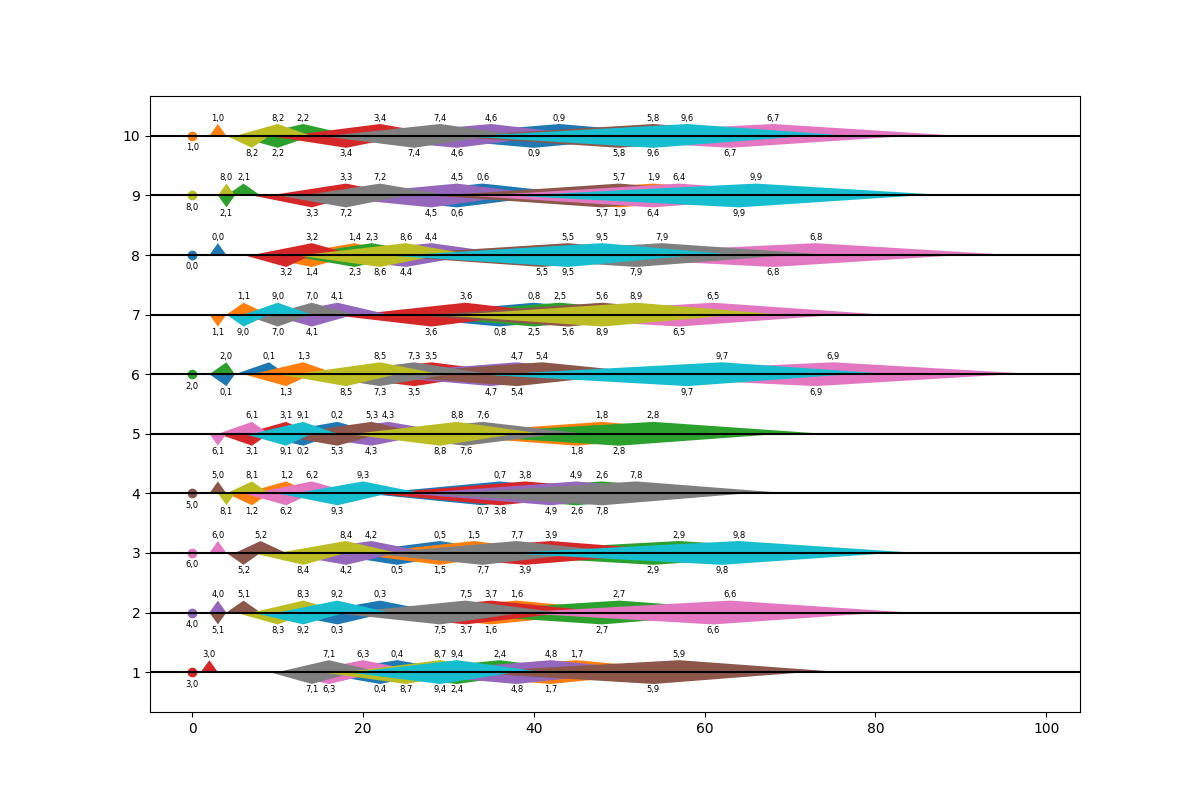 1,0 8,2 2,2 3,4 7,4 4,6 0,9 5,8 9,6 6,7
10
1,0 8,2 2,2 3,4 7,4 4,6 0,9 5,8 9,6 6,7
8,0 2,1 3,3 7,2 4,5 0,6 5,7 1,9 6,4 9,9
9
8,0 2,1 3,3 7,2 4,5 0,6 5,7 1,9 6,4 9,9
0,0 3,2 1,4 2,3 8,6 4,4 5,5 9,5 7,9 6,8
8
0,0 3,2 1,4 2,3 8,6 4,4 5,5 9,5 7,9 6,8
1,1 9,0 7,0 4,1 3,6 0,8 2,5 5,6 8,9 6,5
7
1,1 9,0 7,0 4,1 3,6 0,8 2,5 5,6 8,9 6,5
2,0 0,1 1,3 8,5 7,3 3,5 4,7 5,4 9,7 6,9
6
2,0 0,1 1,3 8,5 7,3 3,5 4,7 5,4 9,7 6,9
6,1 3,1 9,1 0,2 5,3 4,3 8,8 7,6 1,8 2,8
5
6,1 3,1 9,1 0,2 5,3 4,3 8,8 7,6 1,8 2,8
5,0 8,1 1,2 6,2 9,3 0,7 3,8 4,9 2,6 7,8
4
5,0 8,1 1,2 6,2 9,3 0,7 3,8 4,9 2,6 7,8
6,0 5,2 8,4 4,2 0,5 1,5 7,7 3,9 2,9 9,8
3
6,0 5,2 8,4 4,2 0,5 1,5 7,7 3,9 2,9 9,8
4,0 5,1 8,3 9,2 0,3 7,5 3,7 1,6 2,7 6,6
2
4,0 5,1 8,3 9,2 0,3 7,5 3,7 1,6 2,7 6,6
3,0 7,1 6,3 0,4 8,7 9,4 2,4 4,8 1,7 5,9
1
3,0 7,1 6,3 0,4 8,7 9,4 2,4 4,8 1,7 5,9
0 20 40 60 80 100